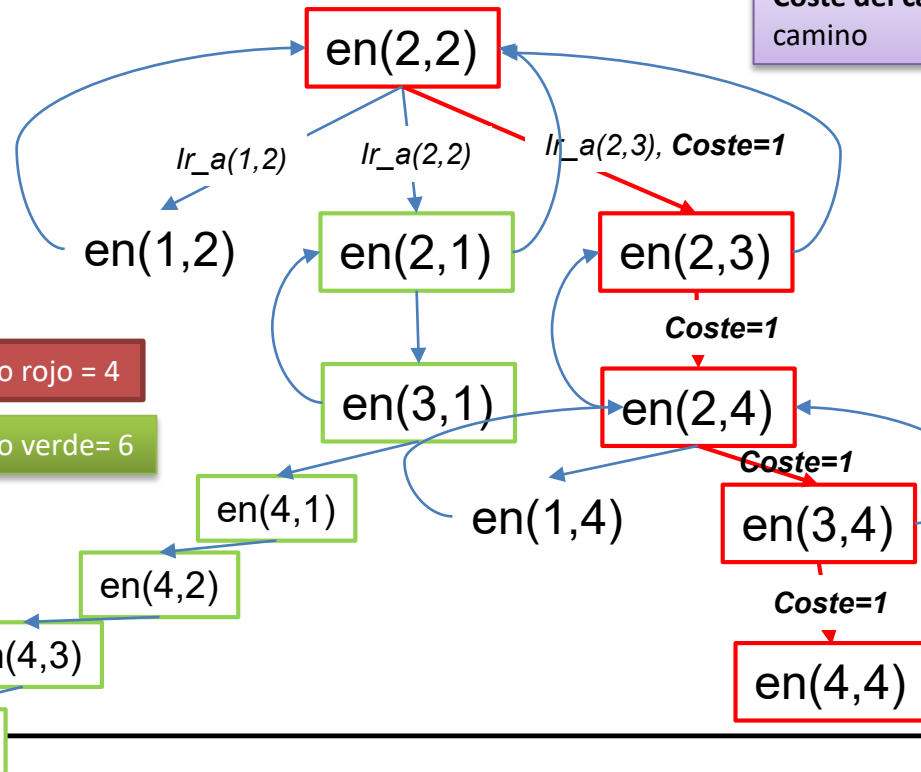 camino
en(2,2)
Ir_a(1,2)
Ir_a(2,2)
Ir_a(2,3), Coste=1
en(1,2)
en(2,1)
en(2,3)
Coste=1
o rojo = 4
en(3,1)
en(2,4)
o verde= 6
Coste=1
en(4,1)
en(1,4)
en(3,4)
en(4,2)
Coste=1
(4,3)
en(4,4)